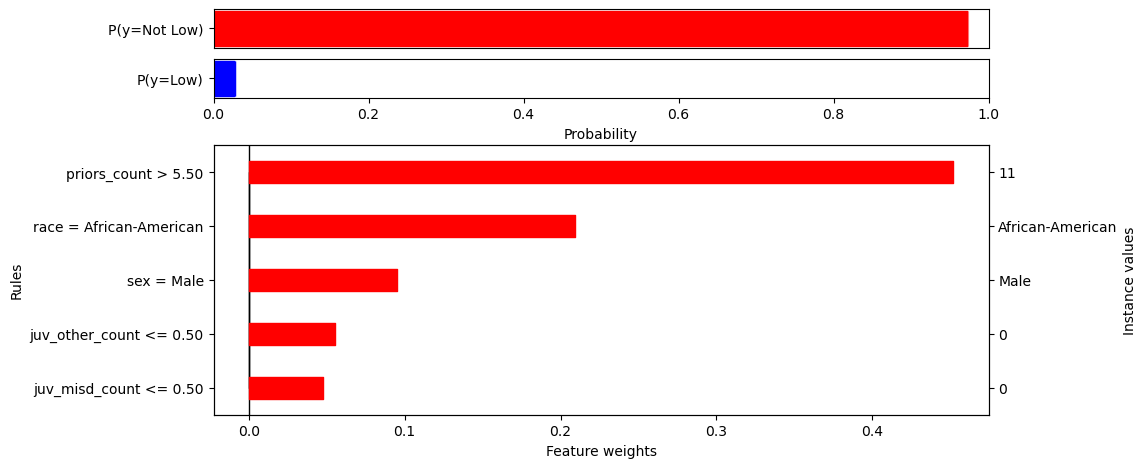 P(y=Not Low)
P(y=Low)
0.0 0.2 0.4 0.6 0.8 1.0
Probability
priors_count > 5.50 11
race = African-American African-American
sex = Male Male
juv_other_count <= 0.50 0
juv_misd_count <= 0.50 0
Rules
Instance values
0.0 0.1 0.2 0.3 0.4
Feature weights